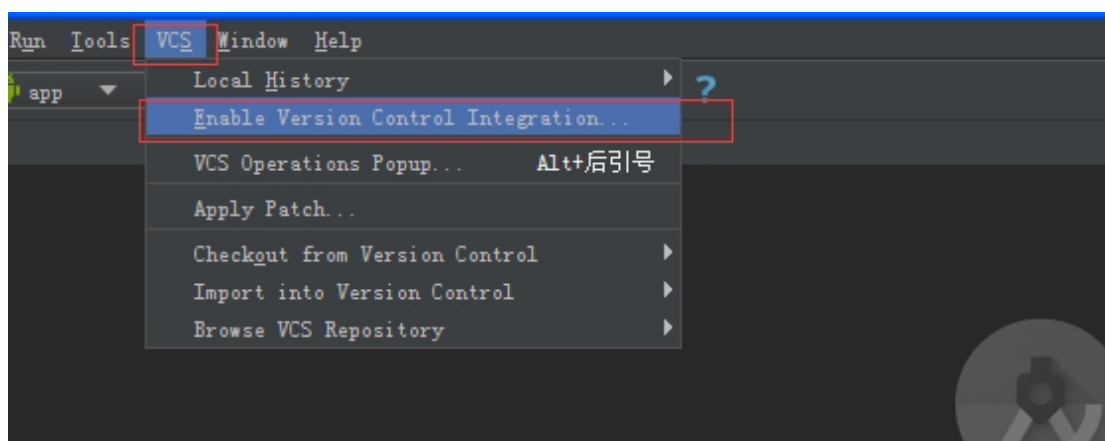 Run Tools VCS Window Help
app
Local History
?
Enable Version Control Integration...
VCS Operations Popup... Alt+后引号
Apply Patch...
Checkout from Version Control
Import into Version Control
Browse VCS Repository